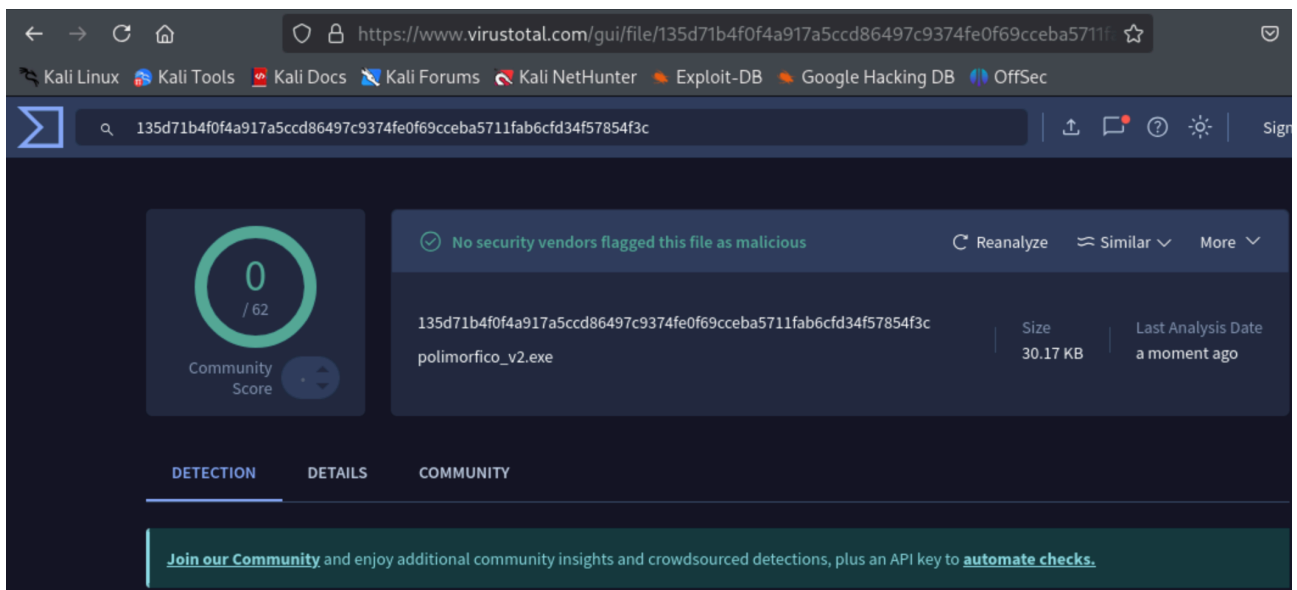 https://www.virustotal.com/gui/file/135d71b4f0f4a917a5ccd86497c9374fe0f69cceba5711f
Kali Linux Kali Tools Kali Docs Kali Forums Kali NetHunter Exploit-DB Google Hacking DB OffSec
135d71b4f0f4a917a5ccd86497c9374fe0f69cceba5711fab6cfd34f57854f3c
Sign
0
/ 62
Community
Score
No security vendors flagged this file as malicious
Reanalyze Similar More
135d71b4f0f4a917a5ccd86497c9374fe0f69cceba5711fab6cfd34f57854f3c
polimorfico_v2.exe
Size
30.17 KB
Last Analysis Date
a moment ago
DETECTION DETAILS COMMUNITY
Join our Community and enjoy additional community insights and crowdsourced detections, plus an API key to automate checks.